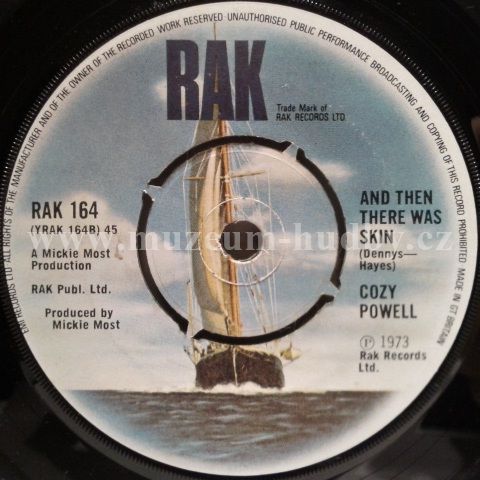 EMI RECORDS LTD ALL RIGHTS OF THE MANUFACTURER AND OF THE OWNER OF THE RECORDED WORK RESERVED UNAUTHORISED PUBLIC PERFORMANCE BROADCASTING AND COPYING OF THIS RECORD PROHIBITED MADE IN GT BRITAIN
RAK
Trade Mark of
RAK RECORDS LTD.
RAK 164
(YRAK 164B) 45
A Mickie Most
Production
RAK Publ. Ltd.
Produced by
Mickie Most
AND THEN
THERE WAS
SKIN
(Dennys—
Hayes)
COZY
POWELL
℗ 1973
Rak Records
Ltd.
www.muzeum-hudby.cz